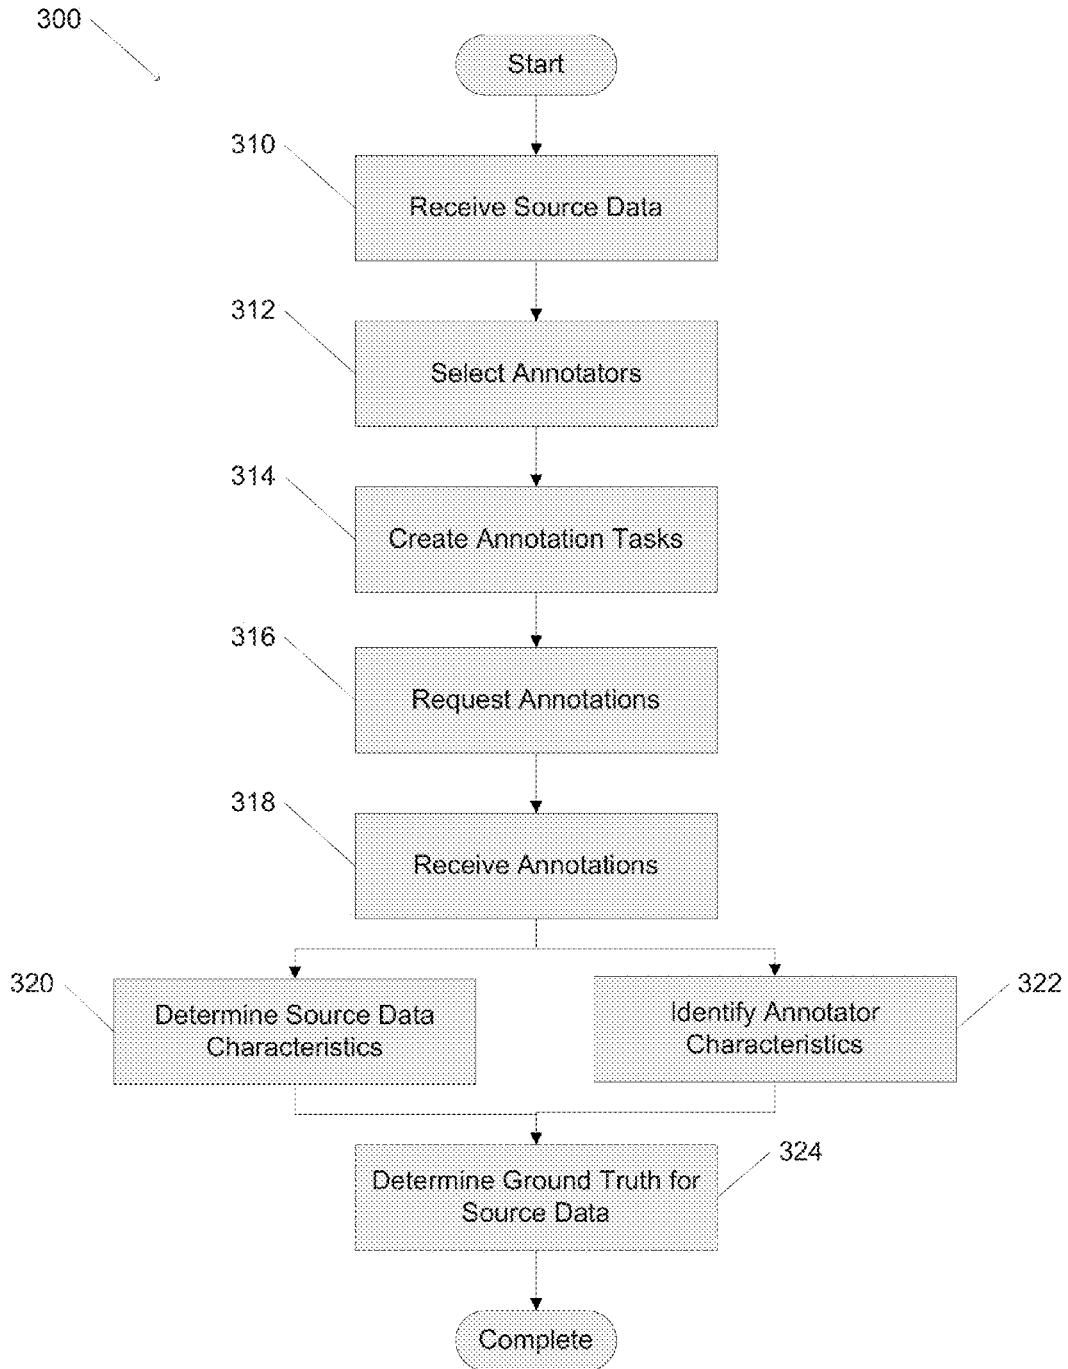 300
Start
310
Receive Source Data
312
Select Annotators
314
Create Annotation Tasks
316
Request Annotations
318
Receive Annotations
320
Determine Source Data
Characteristics
Identify Annotator
Characteristics
322
Determine Ground Truth for
Source Data
324
Complete